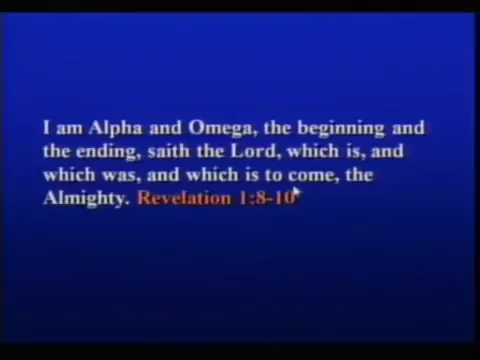 I am Alpha and Omega, the beginning and
the ending, saith the Lord, which is, and
which was, and which is to come, the
Almighty. Revelation 1:8-10